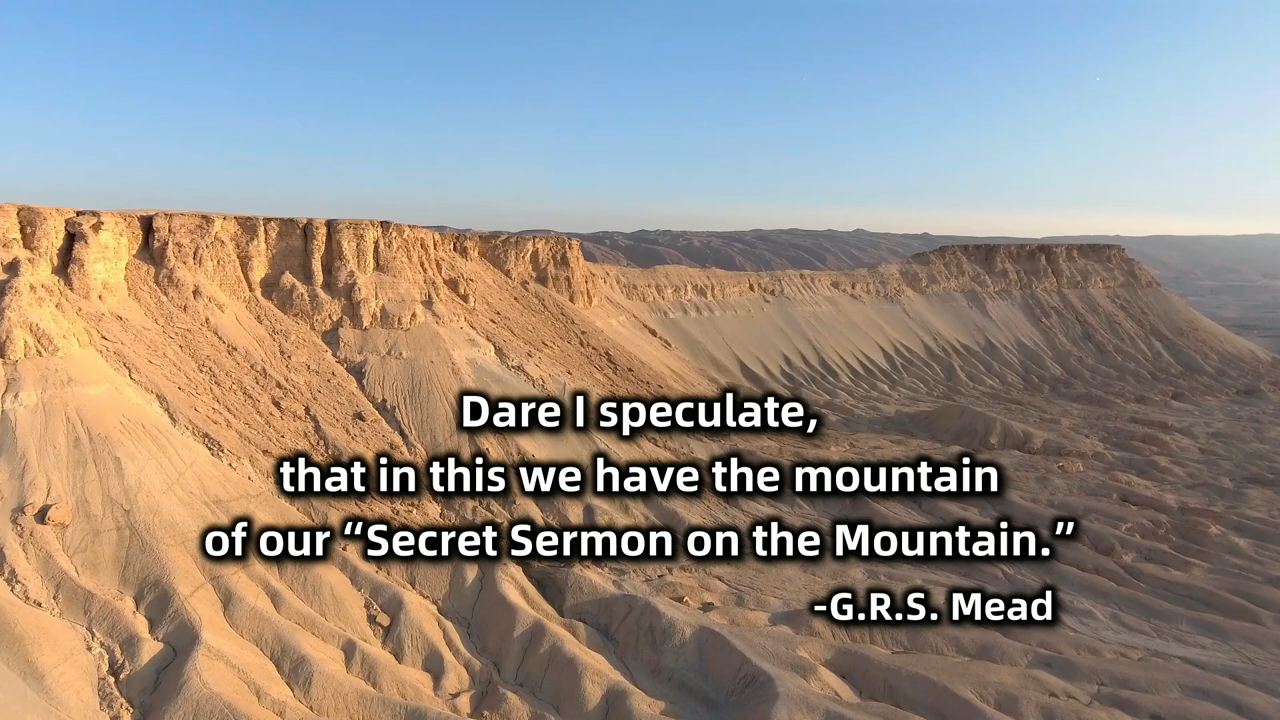 Dare I speculate,
that in this we have the mountain
of our “Secret Sermon on the Mountain.”
-G.R.S. Mead